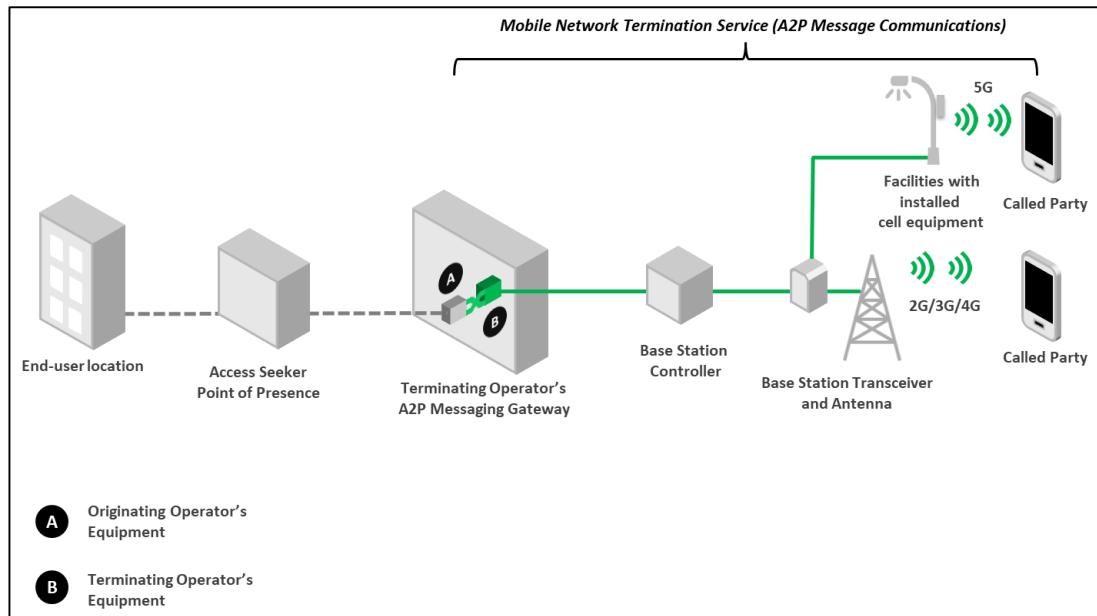 Mobile Network Termination Service (A2P Message Communications)
5G
Facilities with
installed
cell equipment
Called Party
A
B
2G/3G/4G
End-user location
Access Seeker
Point of Presence
Terminating Operator’s
A2P Messaging Gateway
Base Station
Controller
Base Station Transceiver
and Antenna
Called Party
A
Originating Operator’s
Equipment
B
Terminating Operator’s
Equipment